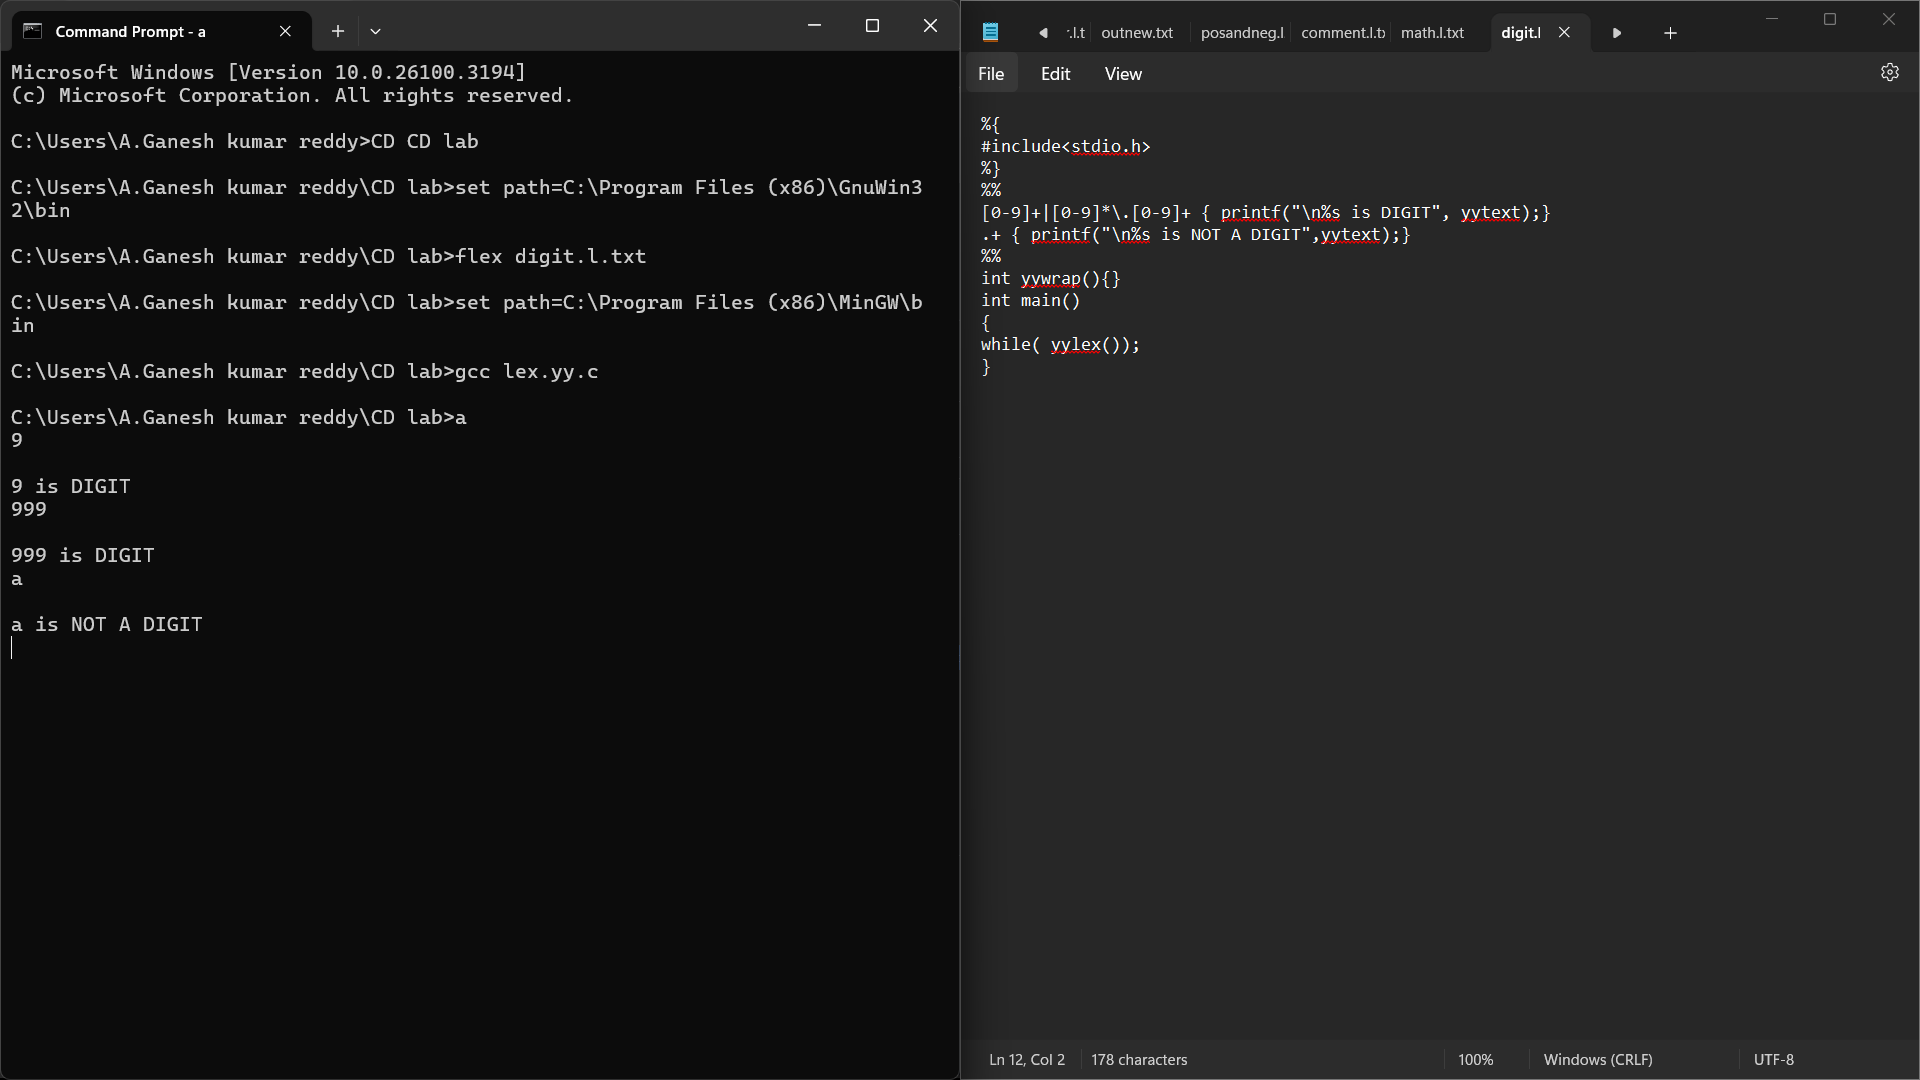 Command Prompt - a
Microsoft Windows [Version 10.0.26100.3194]
(c) Microsoft Corporation. All rights reserved.
C:\Users\A.Ganesh kumar reddy>CD CD lab
C:\Users\A.Ganesh kumar reddy\CD lab>set path=C:\Program Files (x86)\GnuWin3
2\bin
C:\Users\A.Ganesh kumar reddy\CD lab>flex digit.l.txt
C:\Users\A.Ganesh kumar reddy\CD lab>set path=C:\Program Files (x86)\MinGW\b
in
C:\Users\A.Ganesh kumar reddy\CD lab>gcc lex.yy.c
C:\Users\A.Ganesh kumar reddy\CD lab>a
9
9 is DIGIT
999
999 is DIGIT
a
a is NOT A DIGIT
r.l.t outnew.txt posandneg.l comment.l.tx math.l.txt digit.l
File Edit View
%{
#include<stdio.h>
%}
%%
[0-9]+|[0-9]*\.[0-9]+ { printf("\n%s is DIGIT", yytext);}
.+ { printf("\n%s is NOT A DIGIT",yytext);}
%%
int yywrap(){}
int main()
{
while( yylex());
}
Ln 12, Col 2 178 characters 100% Windows (CRLF) UTF-8